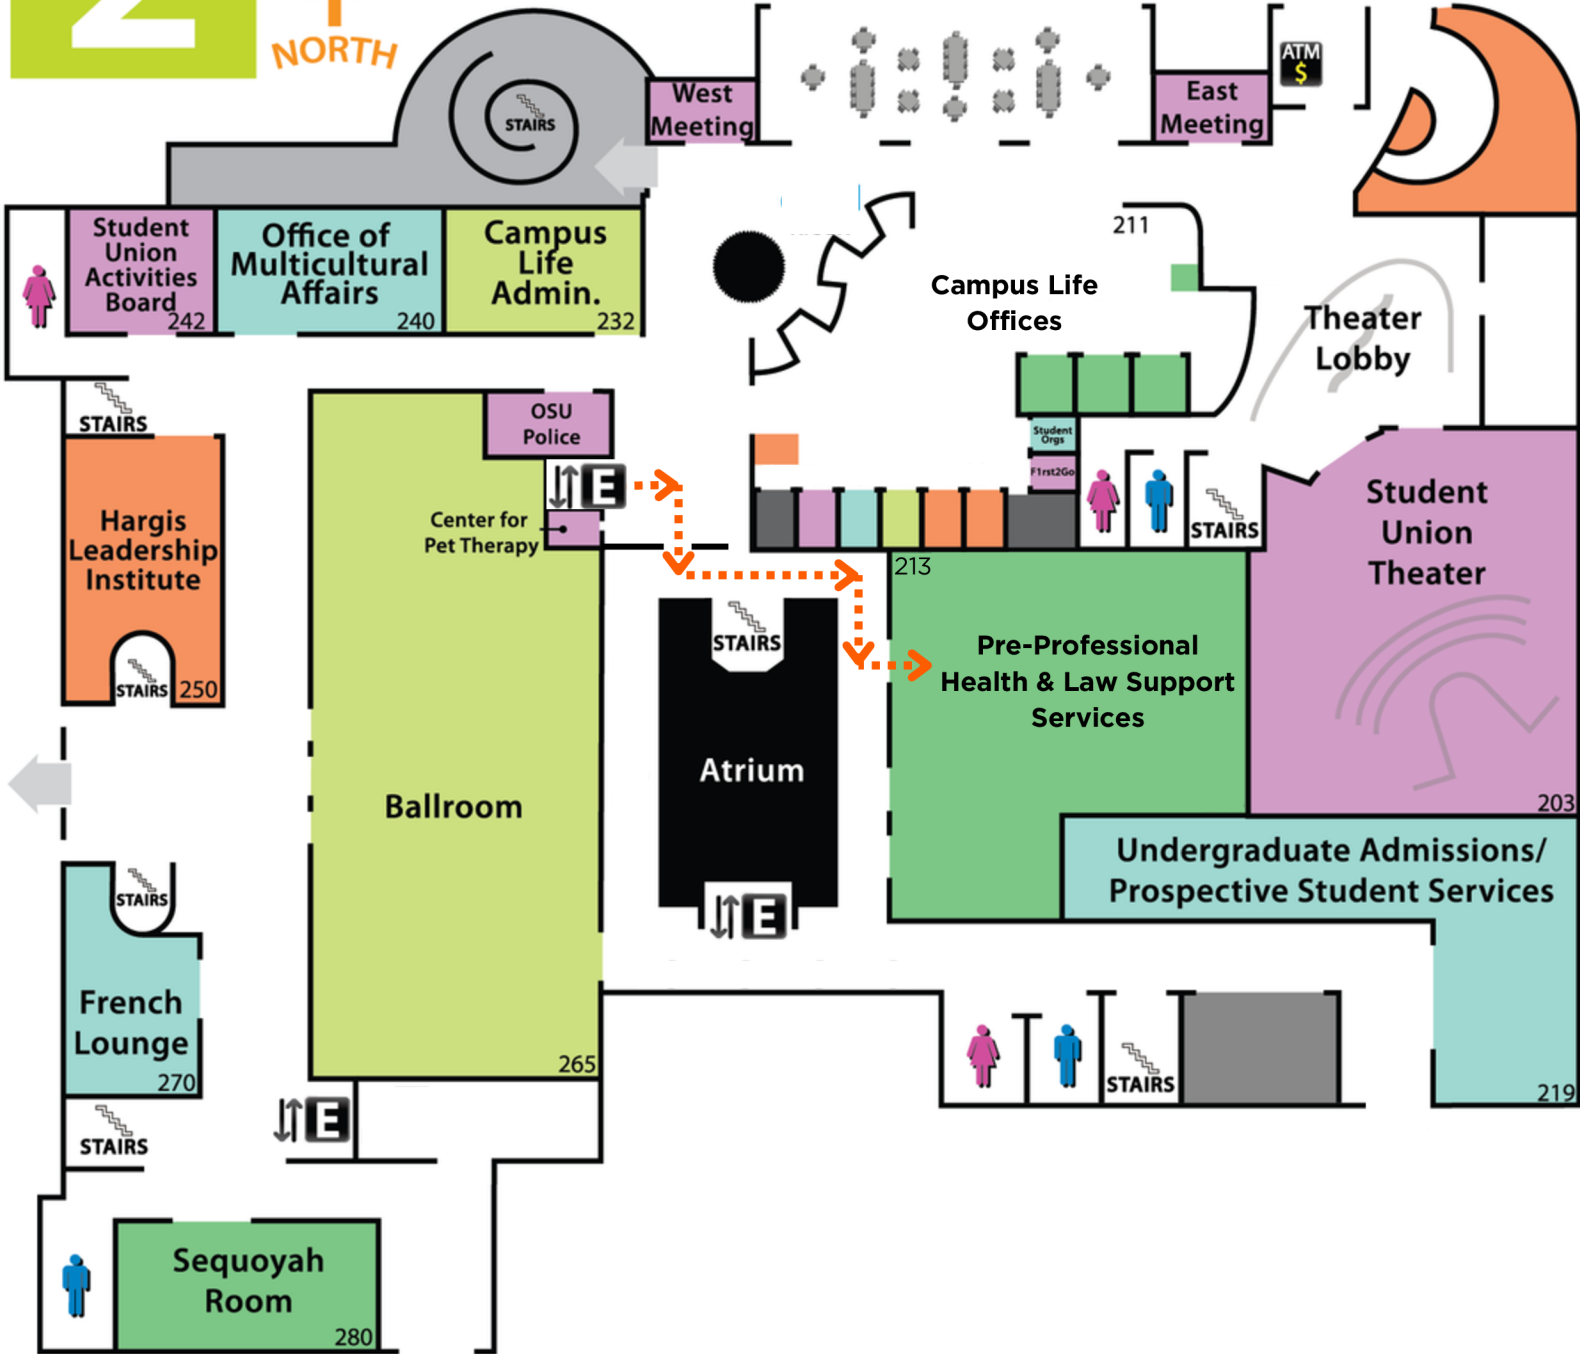 2
NORTH
ATM
$
West
Meeting
East
Meeting
STAIRS
Student
Union
Activities
Board
242
Office of
Multicultural
Affairs
240
Campus
Life
Admin.
232
211
Campus Life
Offices
Theater
Lobby
STAIRS
OSU
Police
Student
Orgs
F1rst2Go
E
Center for
Pet Therapy
STAIRS
Hargis
Leadership
Institute
STAIRS
250
Student
Union
Theater
203
213
Pre-Professional
Health & Law Support
Services
STAIRS
Atrium
E
Ballroom
265
Undergraduate Admissions/
Prospective Student Services
219
STAIRS
French
Lounge
270
STAIRS
STAIRS
E
Sequoyah
Room
280